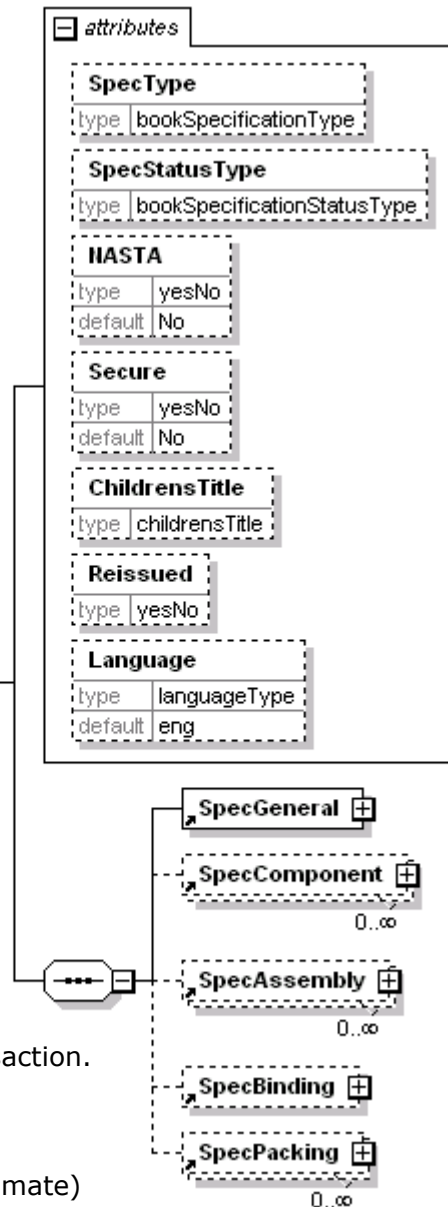 attributes
SpecType
type bookSpecificationType
SpecStatusType
type bookSpecificationStatusType
NASTA
type yesNo
default No
Secure
type yesNo
default No
ChildrensTitle
type childrensTitle
Reissued
type yesNo
Language
type languageType
default eng
SpecGeneral
SpecComponent
0..∞
SpecAssembly
0..∞
saction.
SpecBinding
SpecPacking
mate)
0..∞